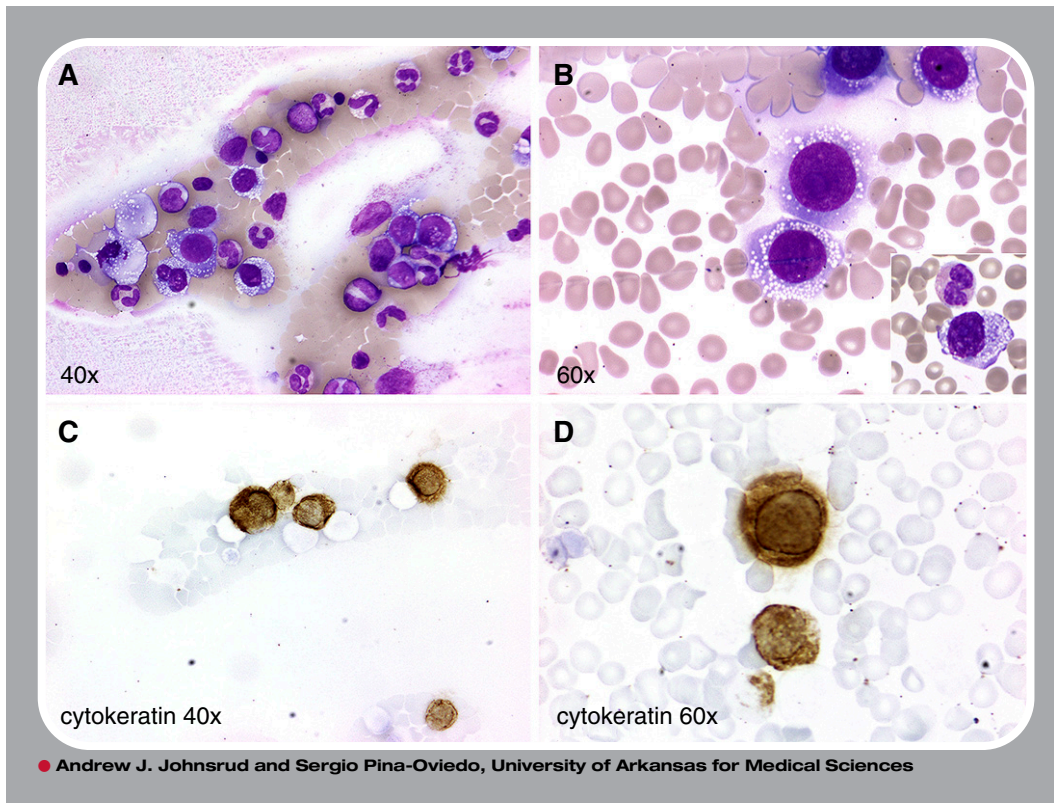 A
B
40x
60x
C
D
cytokeratin 40x
cytokeratin 60x
Andrew J. Johnsrud and Sergio Pina-Oviedo, University of Arkansas for Medical Sciences